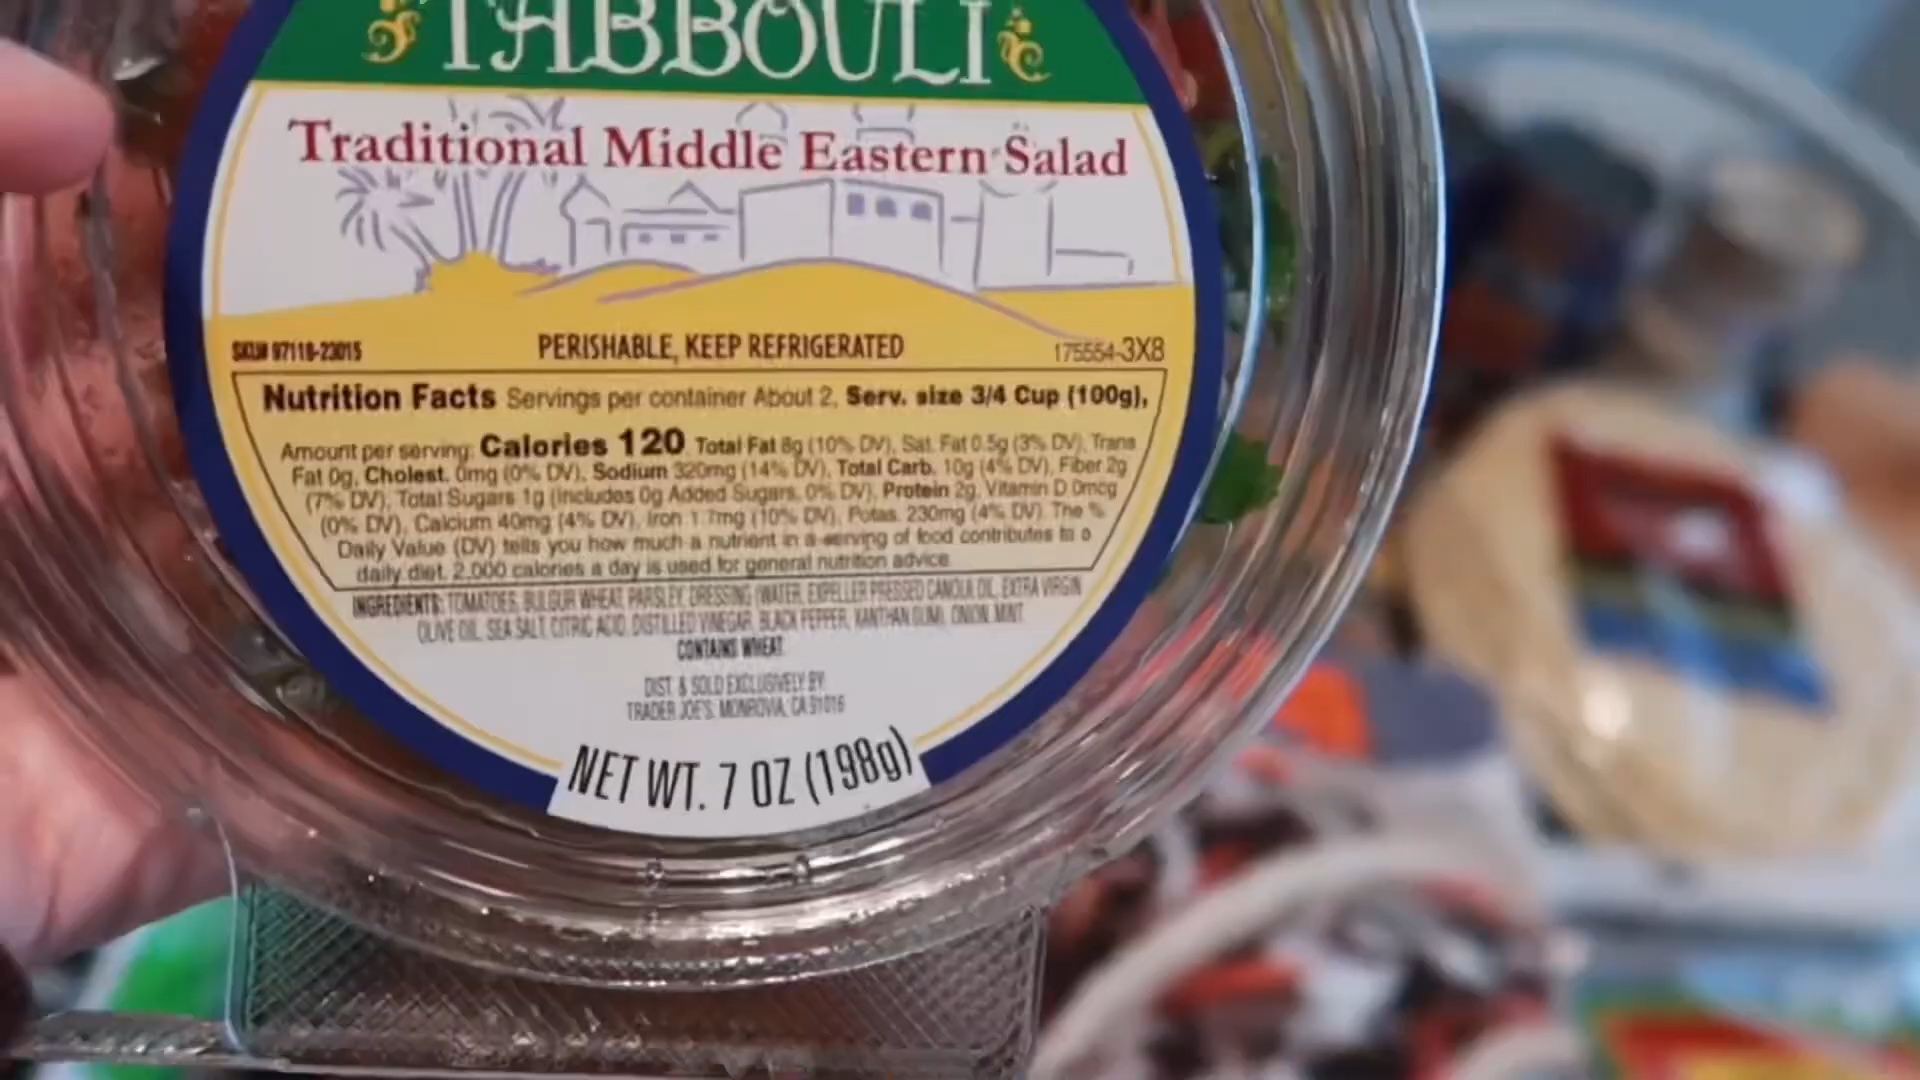 TABBOULI
Traditional Middle Eastern Salad
SKU# 97118-23015
PERISHABLE, KEEP REFRIGERATED
175554-3X8
Nutrition Facts Servings per container About 2, Serv. size 3/4 Cup (100g),
Amount per serving: Calories 120, Total Fat 8g (10% DV), Sat. Fat 0.5g (3% DV), Trans
Fat 0g, Cholest. 0mg (0% DV), Sodium 320mg (14% DV), Total Carb. 10g (4% DV), Fiber 2g
(7% DV), Total Sugars 1g (Includes 0g Added Sugars, 0% DV), Protein 2g, Vitamin D 0mcg
(0% DV), Calcium 40mg (4% DV), Iron 1.7mg (10% DV), Potas. 230mg (4% DV). The %
Daily Value (DV) tells you how much a nutrient in a serving of food contributes to a
daily diet. 2,000 calories a day is used for general nutrition advice.
INGREDIENTS: TOMATOES, BULGUR WHEAT, PARSLEY, DRESSING (WATER, EXPELLER PRESSED CANOLA OIL, EXTRA VIRGIN
OLIVE OIL, SEA SALT, CITRIC ACID, DISTILLED VINEGAR, BLACK PEPPER, XANTHAN GUM), ONION, MINT.
CONTAINS WHEAT.
DIST. & SOLD EXCLUSIVELY BY:
TRADER JOE'S, MONROVIA, CA 91016
NET WT. 7 OZ (198g)